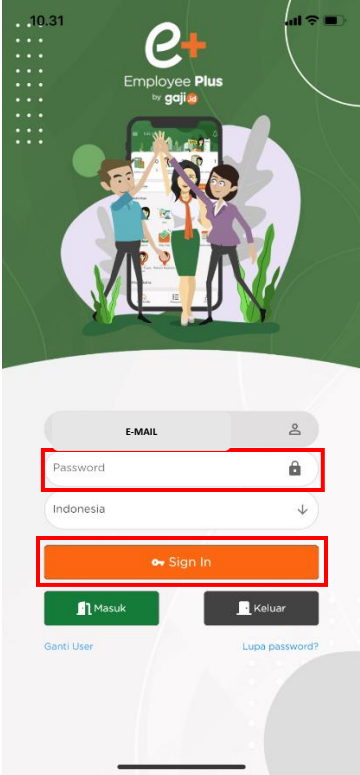 10.31
e+
Employee Plus
by gaji.id
E-MAIL
Password
Indonesia
Sign In
Masuk
Keluar
Ganti User
Lupa password?